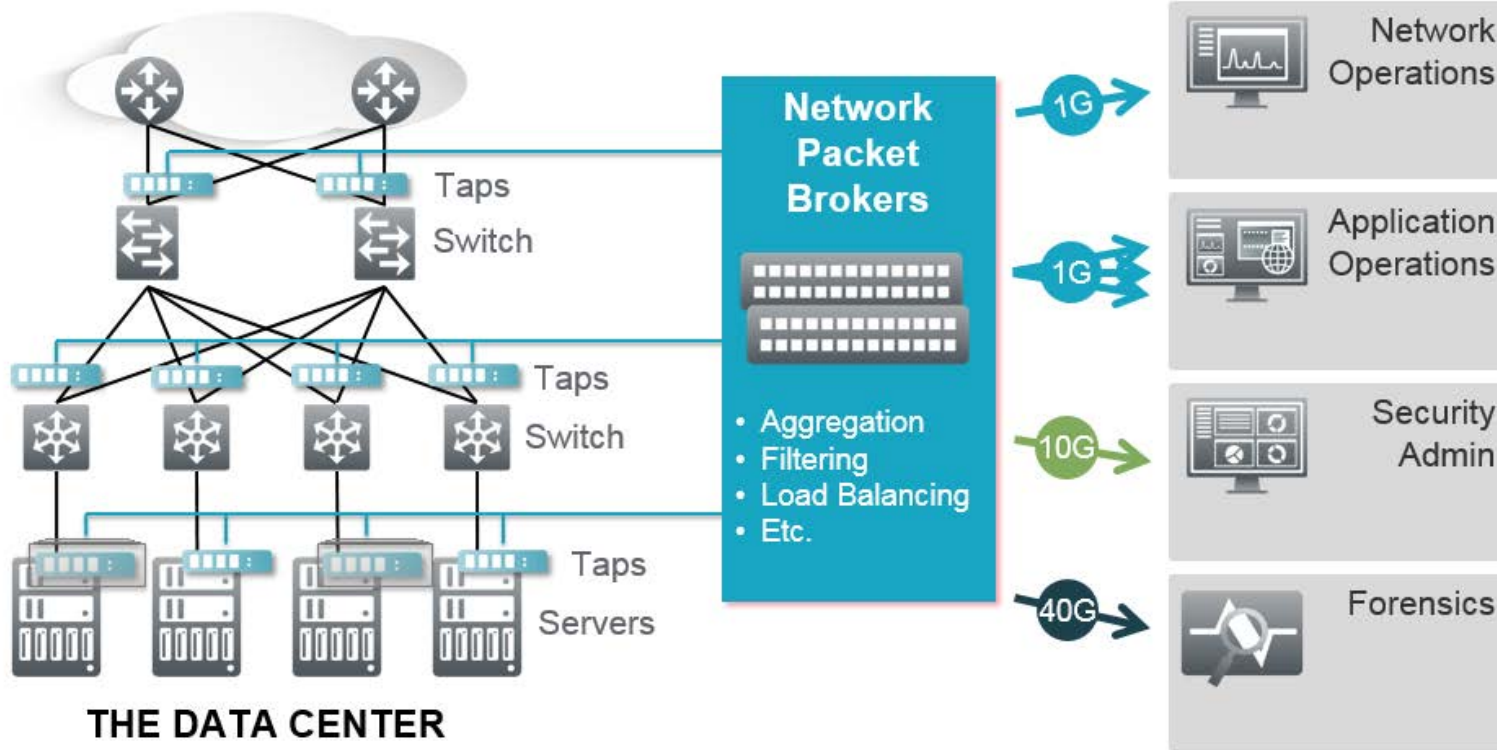 Network
Operations
Network
Packet
Brokers
1G
Taps
Switch
Application
Operations
1G
Taps
Switch
• Aggregation
• Filtering
• Load Balancing
• Etc.
Security
Admin
10G
Taps
Servers
40G
Forensics
THE DATA CENTER